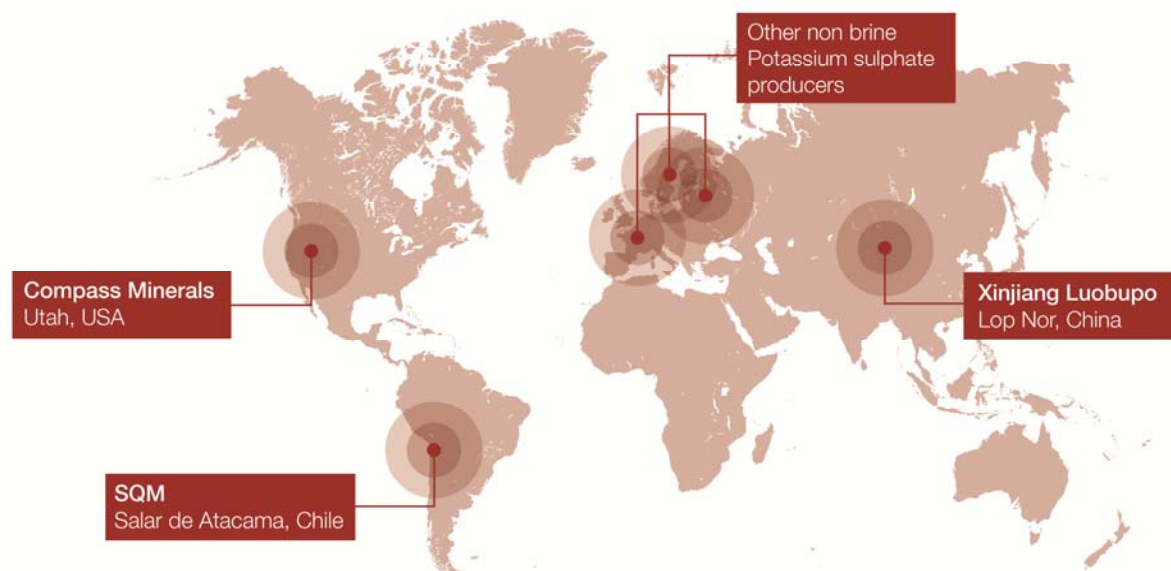 Other non brine
Potassium sulphate
producers
Compass Minerals
Utah, USA
Xinjiang Luobupo
Lop Nor, China
SQM
Salar de Atacama, Chile